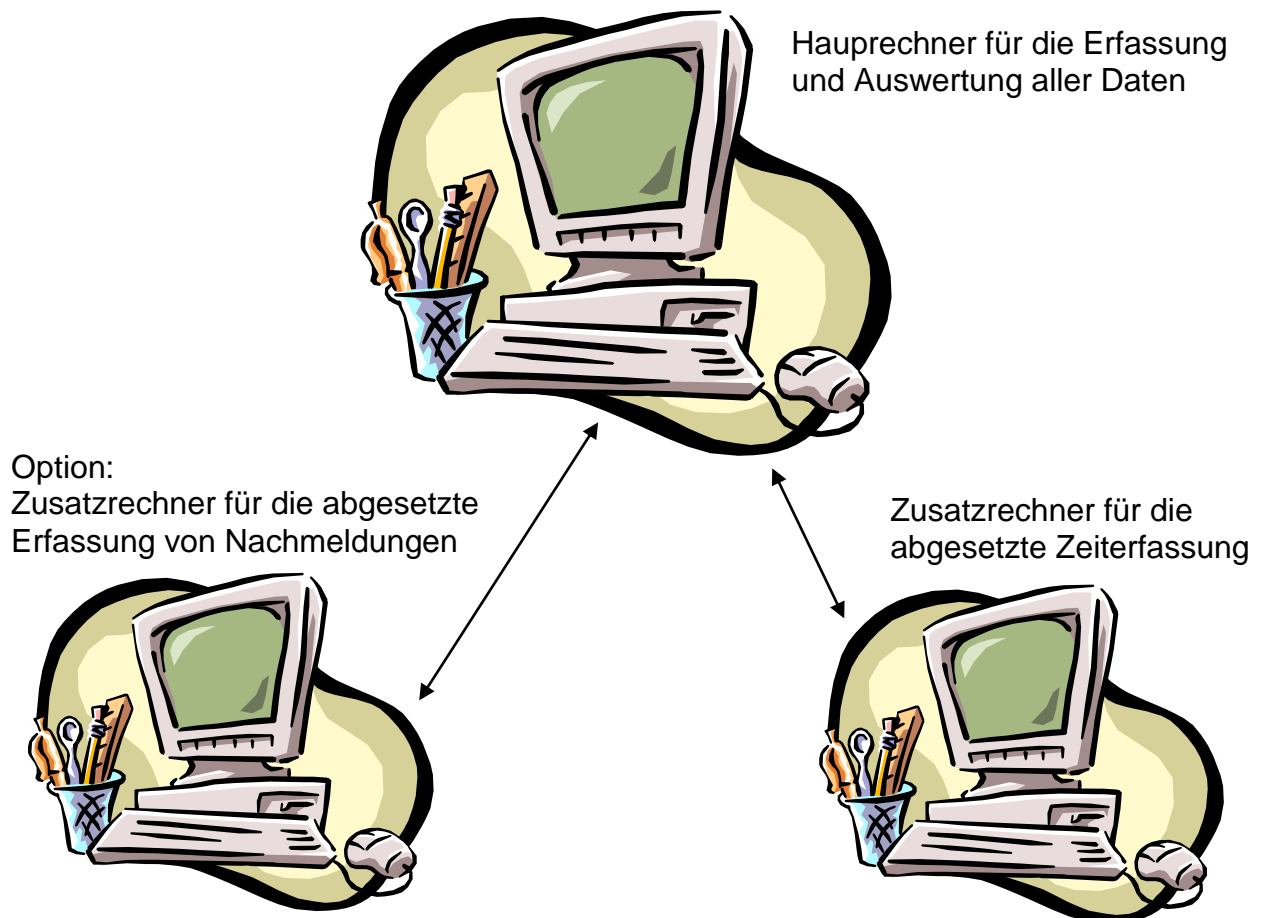 Hauprechner für die Erfassung
und Auswertung aller Daten
Option:
Zusatzrechner für die abgesetzte
Erfassung von Nachmeldungen
Zusatzrechner für die
abgesetzte Zeiterfassung